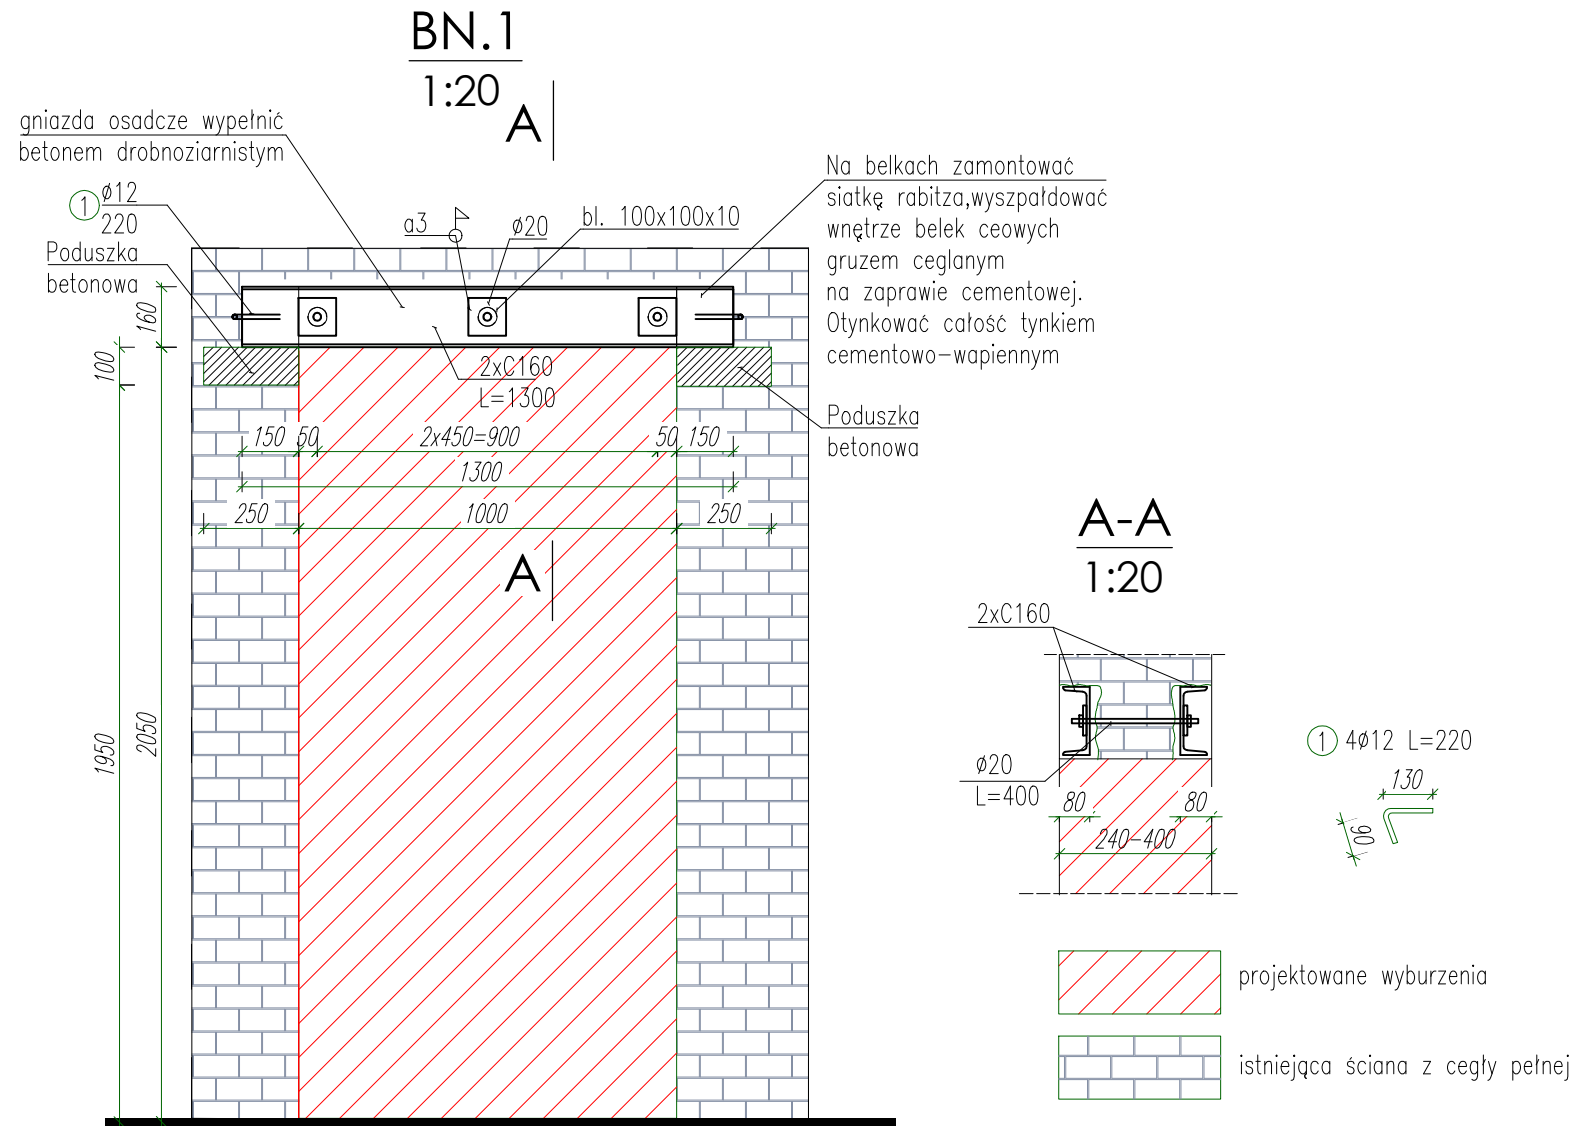 BN.1
1:20
A
gniazda osadcze wypełnić
betonem drobnoziarnistym
1 ø12
220
Poduszka
betonowa
a3
ø20
bl. 100x100x10
Na belkach zamontować
siatkę rabitza,wyszpałdować
wnętrze belek ceowych
gruzem ceglanym
na zaprawie cementowej.
Otynkować całość tynkiem
cementowo-wapiennym
160
100
2xC160
L=1300
Poduszka
betonowa
150 50 2x450=900 50 150
1300
250 1000 250
A
1950
2050
A-A
1:20
2xC160
ø20
L=400
80 80
240-400
1 4ø12 L=220
130
90
projektowane wyburzenia
istniejąca ściana z cegły pełnej